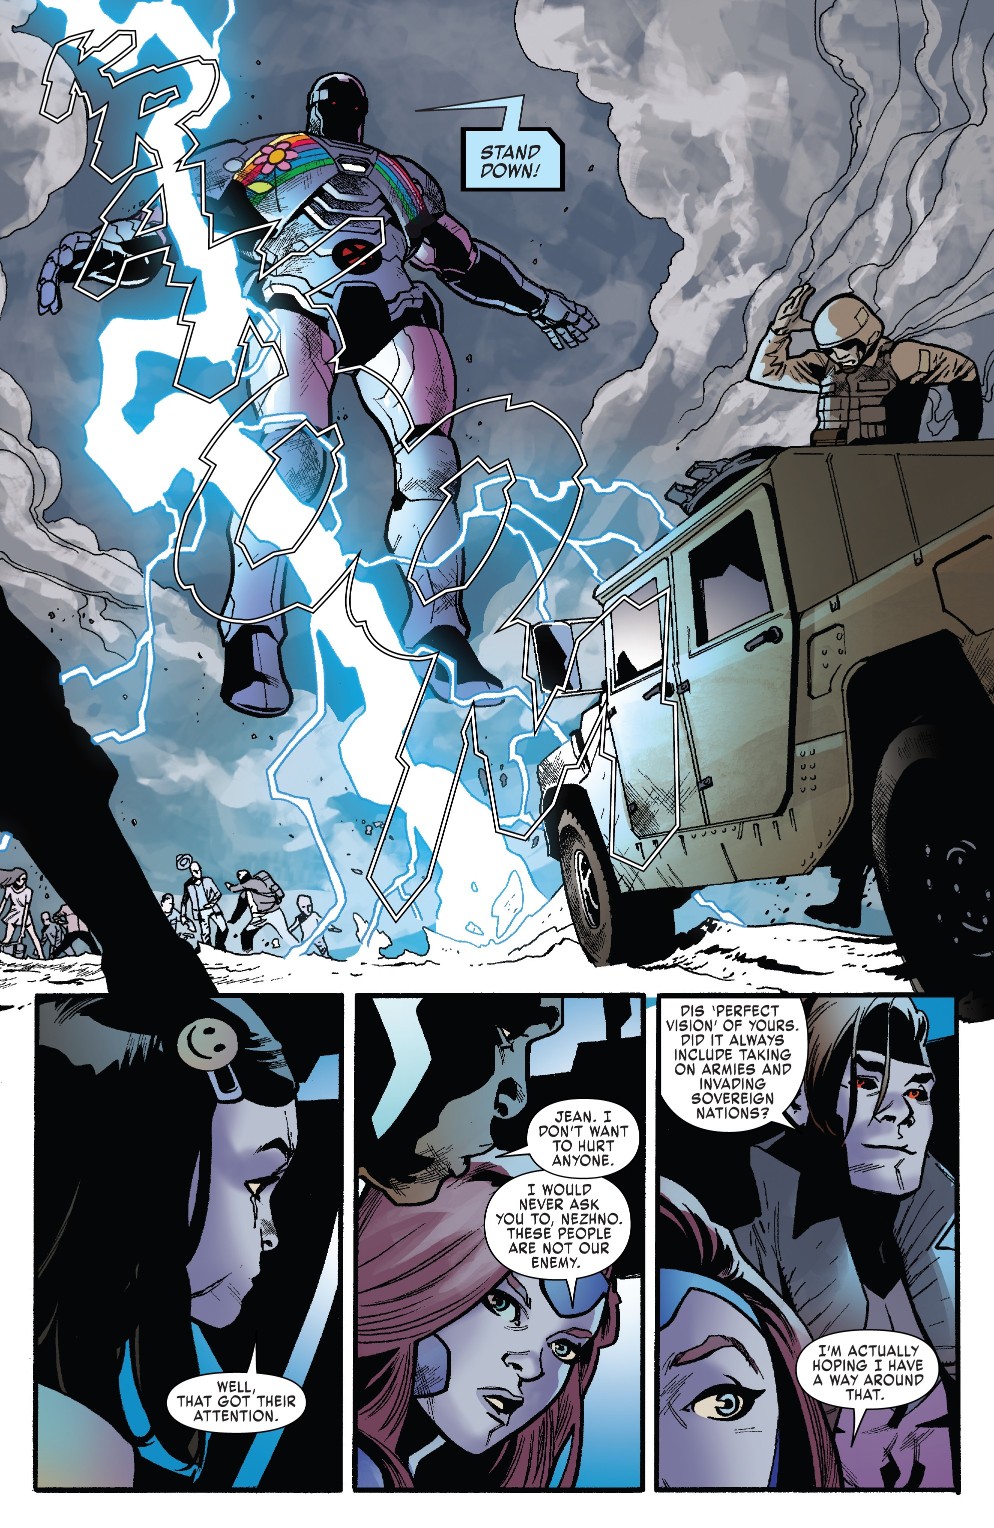 STAND
DOWN!
WELL,
THAT GOT THEIR
ATTENTION.
JEAN. I
DON'T WANT
TO HURT
ANYONE.
I WOULD
NEVER ASK
YOU TO, NEZHNO.
THESE PEOPLE
ARE NOT OUR
ENEMY.
DIS 'PERFECT
VISION' OF YOURS.
DID IT ALWAYS
INCLUDE TAKING
ON ARMIES AND
INVADING
SOVEREIGN
NATIONS?
I'M ACTUALLY
HOPING I HAVE
A WAY AROUND
THAT.